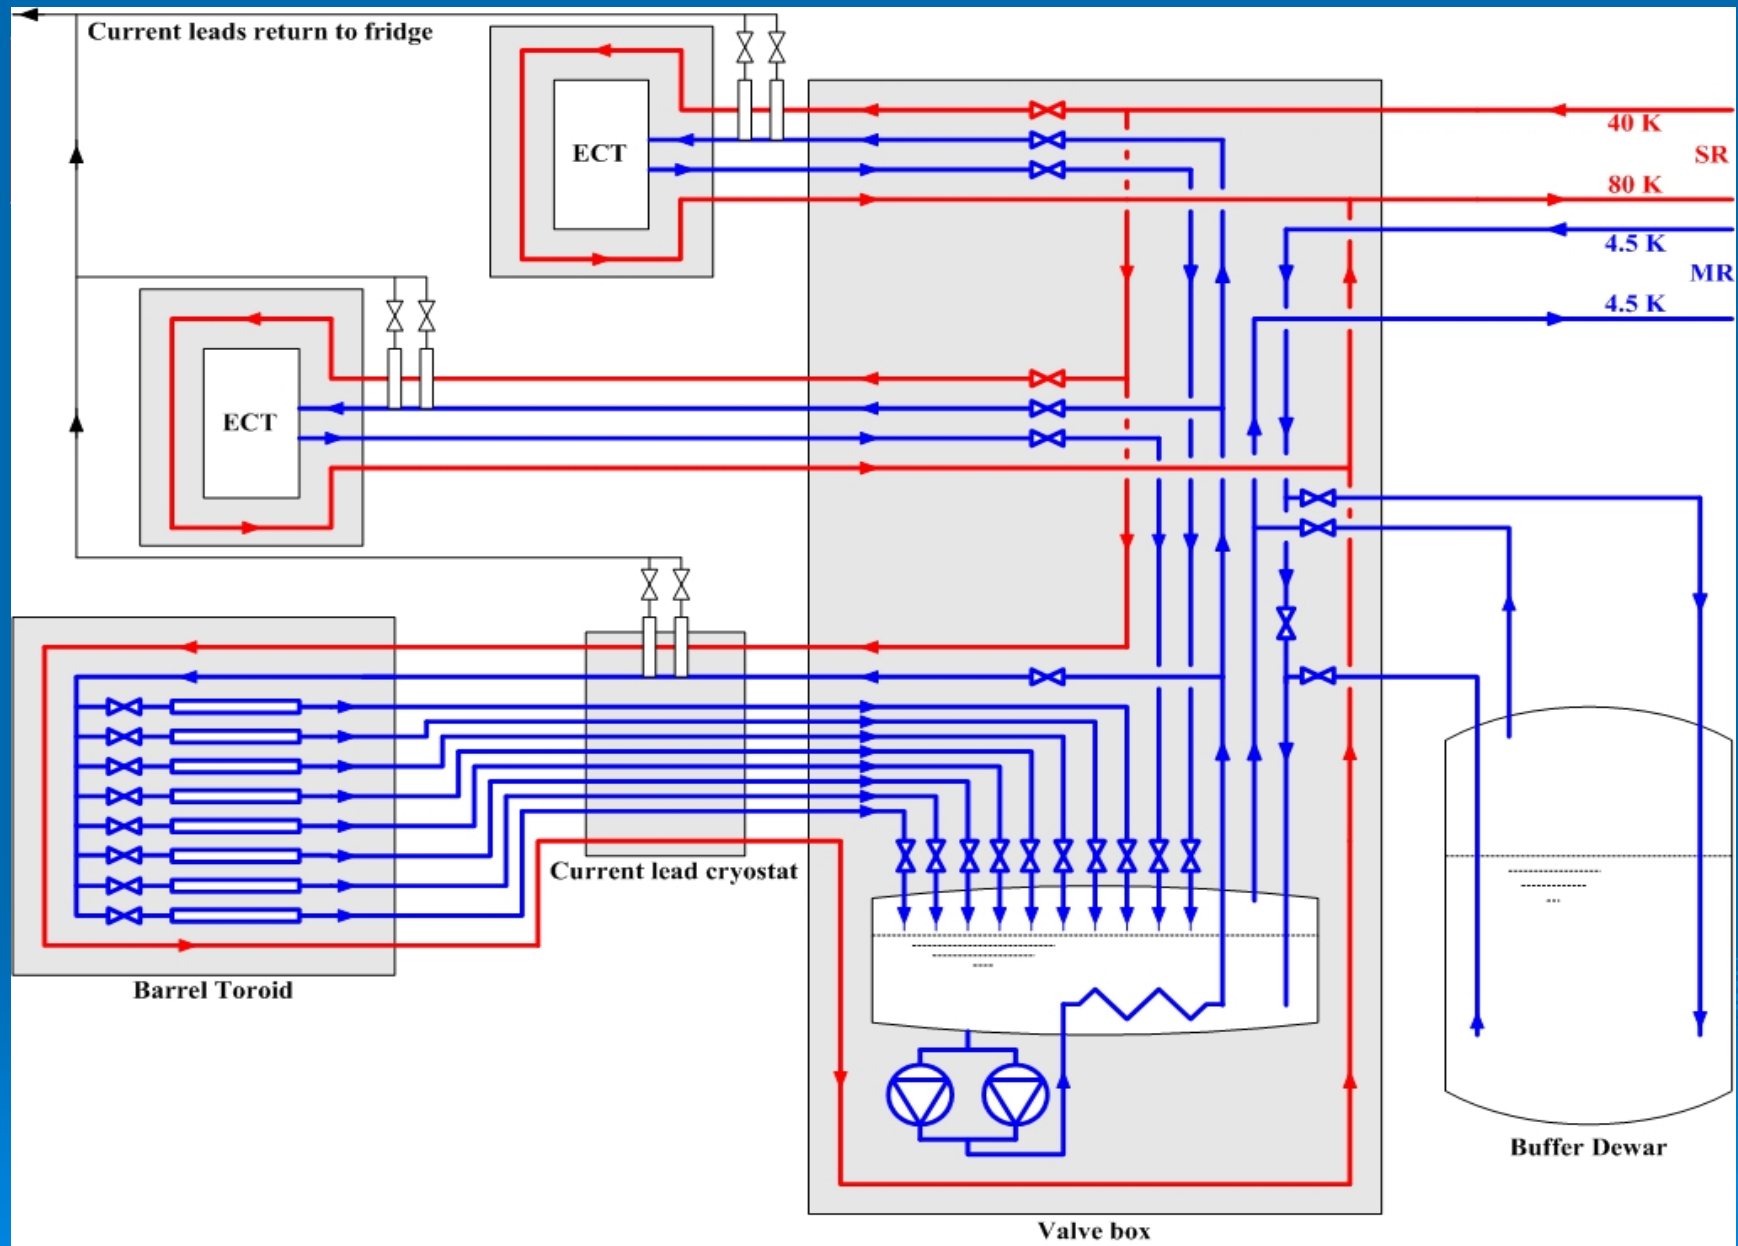 Current leads return to fridge
40 K
ECT
SR
80 K
4.5 K
MR
4.5 K
ECT
Current lead cryostat
Barrel Toroid
Buffer Dewar
Valve box